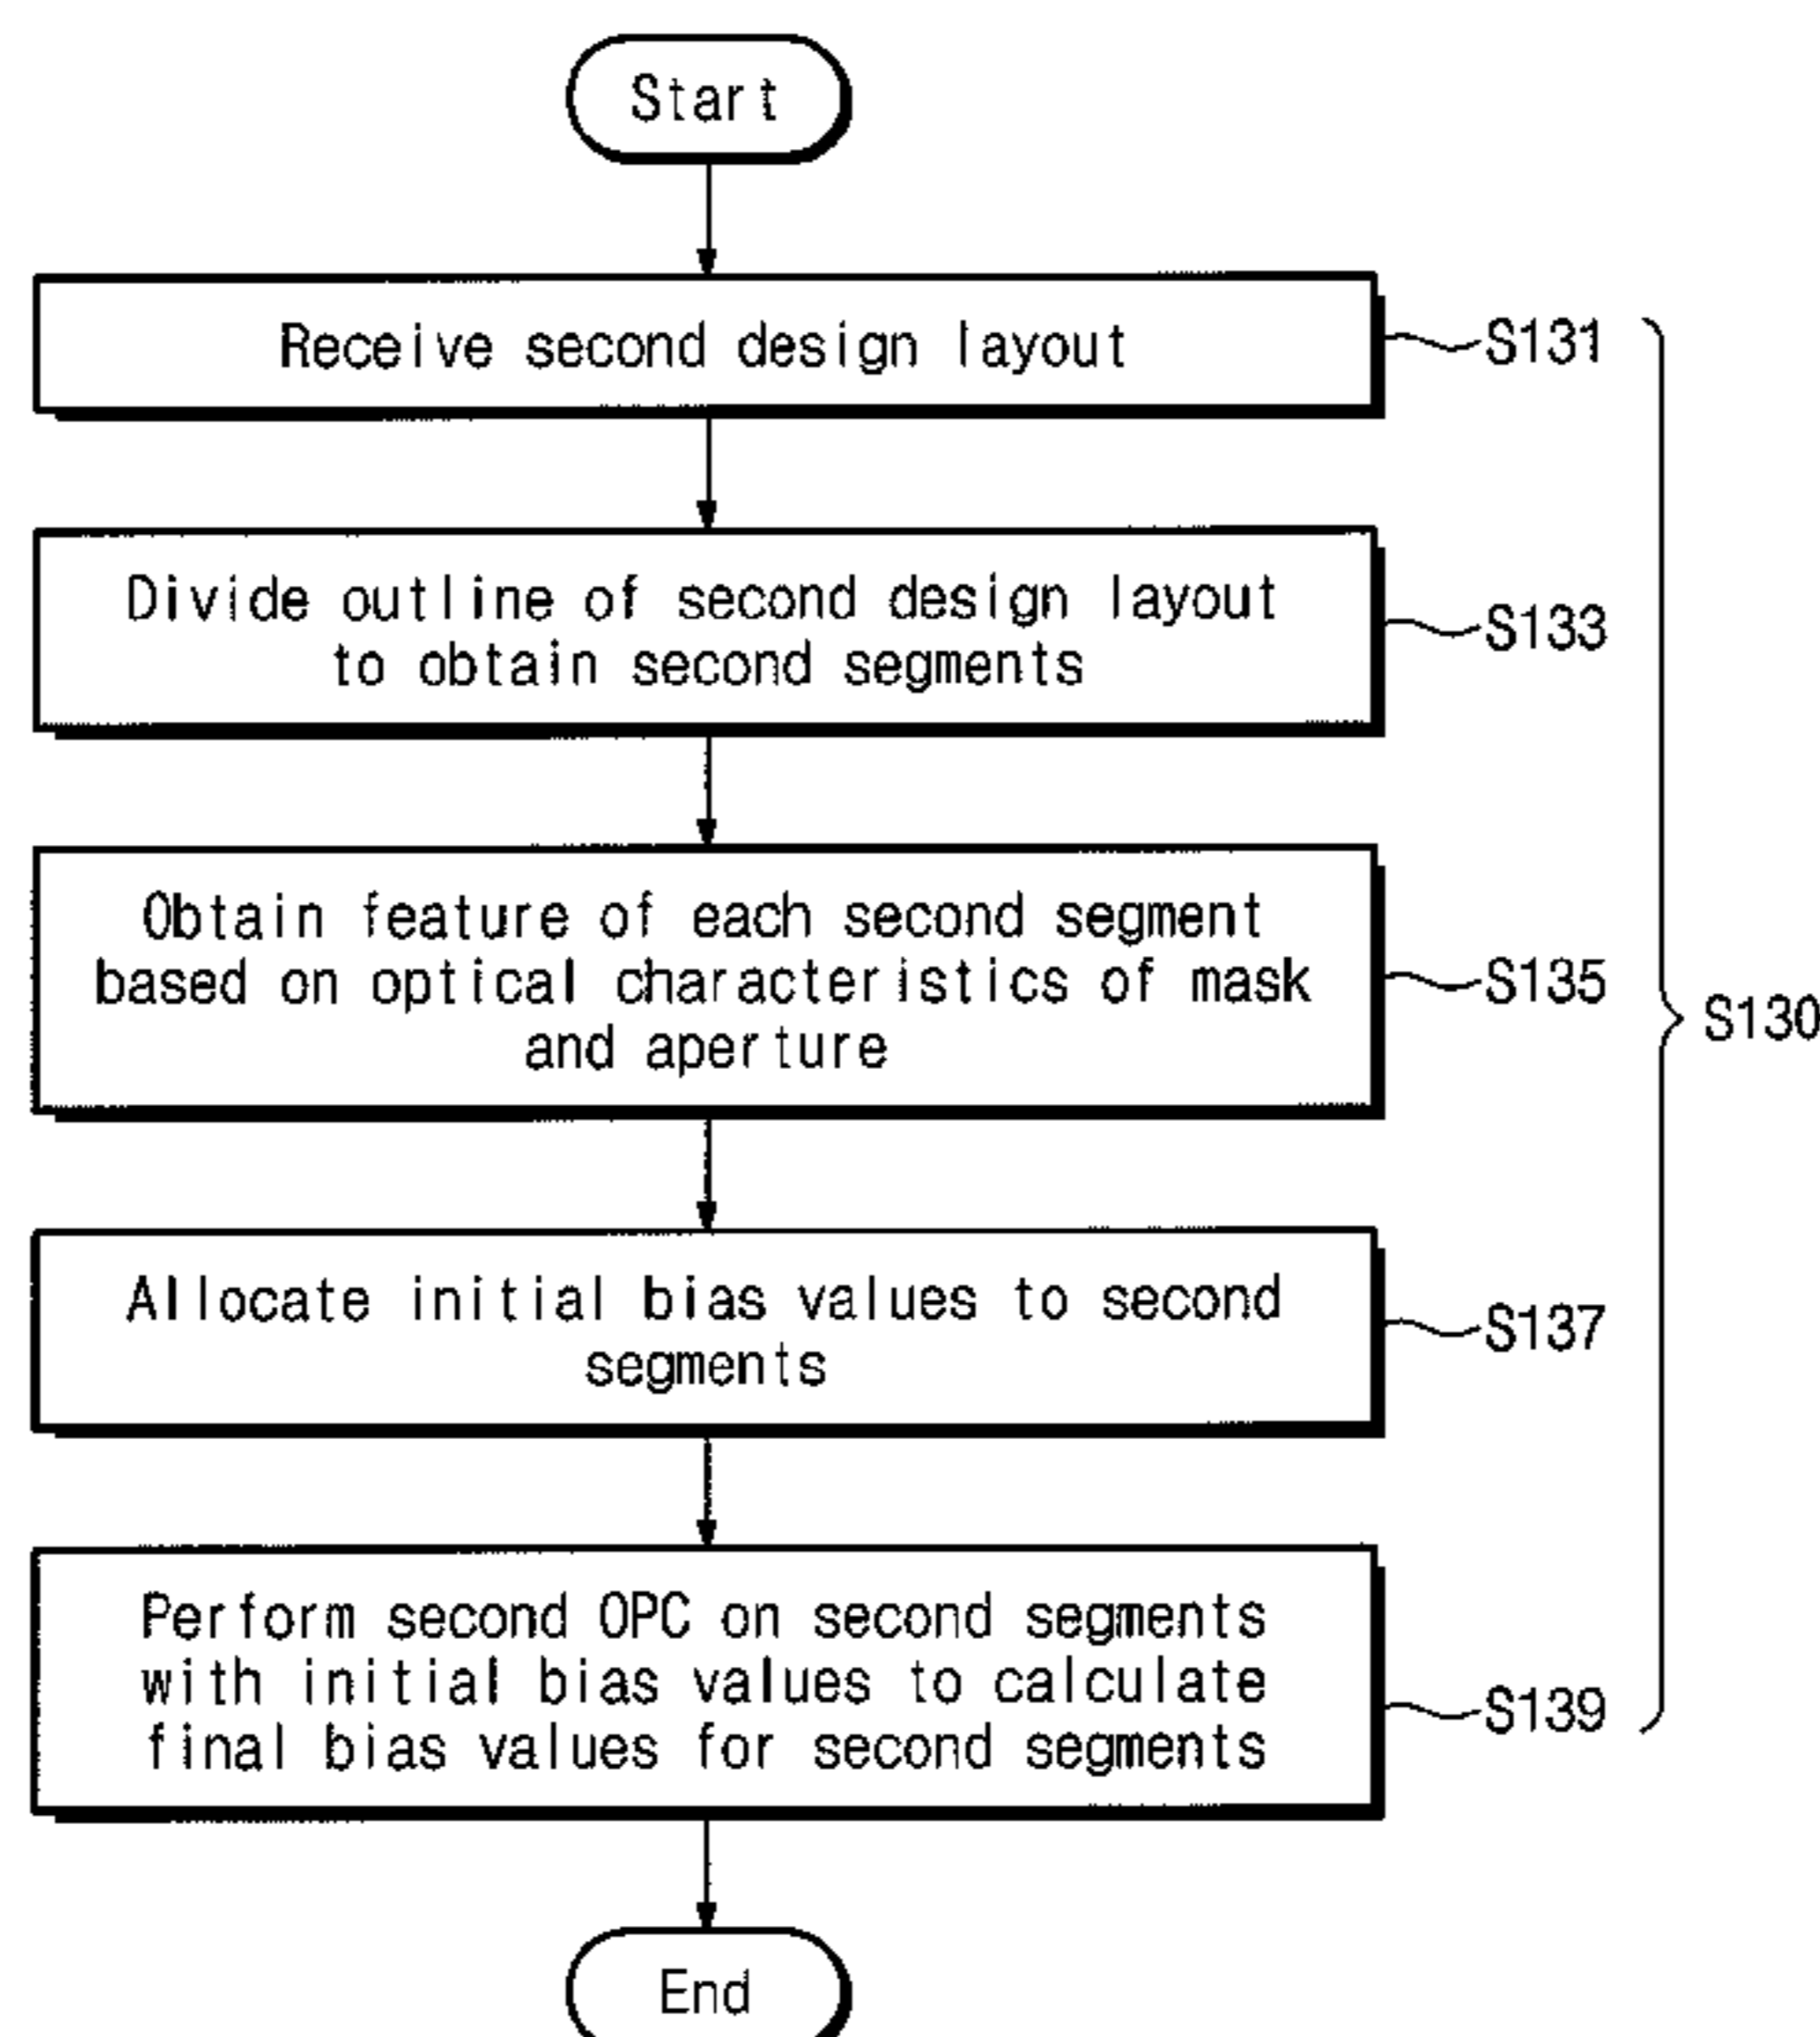 Start
Receive second design layout
S131
Divide outline of second design layout
to obtain second segments
S133
Obtain feature of each second segment
based on optical characteristics of mask
and aperture
S135
S130
Allocate initial bias values to second
segments
S137
Perform second OPC on second segments
with initial bias values to calculate
final bias values for second segments
S139
End